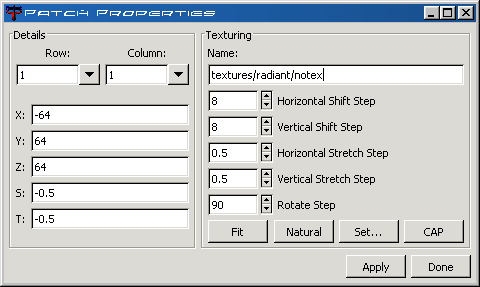 Patch Properties
Details
Row: Column:
1 1
X: -64
Y: 64
Z: 64
S: -0.5
T: -0.5
Texturing
Name:
textures/radiant/notex
8 Horizontal Shift Step
8 Vertical Shift Step
0.5 Horizontal Stretch Step
0.5 Vertical Stretch Step
90 Rotate Step
Fit Natural Set... CAP
Apply Done